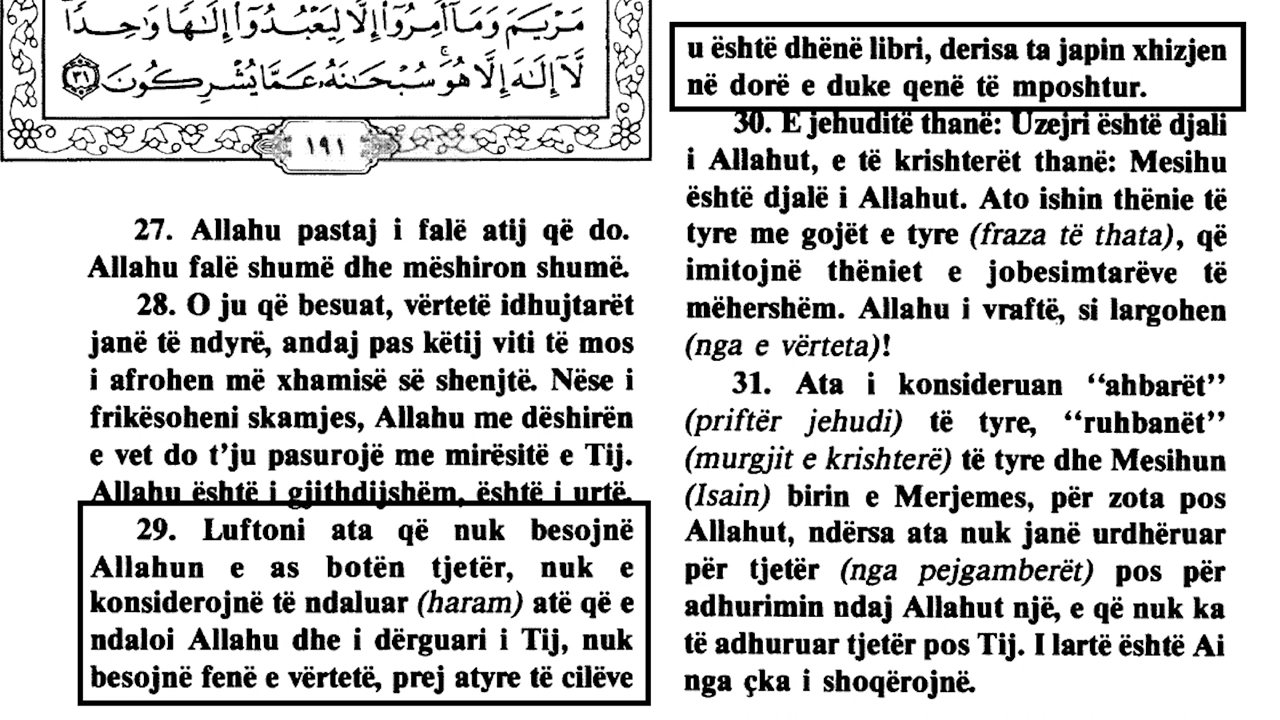 مَرْيَمَ وَمَآ أُمِرُوٓا۟ إِلَّا لِيَعْبُدُوٓا۟ إِلَٰهًا وَٰحِدًا
لَّآ إِلَٰهَ إِلَّا هُوَ ۚ سُبْحَٰنَهُۥ عَمَّا يُشْرِكُونَ ٣١
١٩١
27. Allahu pastaj i falë atij që do.
Allahu falë shumë dhe mëshiron shumë.
28. O ju që besuat, vërtetë idhujtarët
janë të ndyrë, andaj pas këtij viti të mos
i afrohen më xhamisë së shenjtë. Nëse i
frikësoheni skamjes, Allahu me dëshirën
e vet do t’ju pasurojë me mirësitë e Tij.
Allahu është i gjithdijshëm, është i urtë.
29. Luftoni ata që nuk besojnë
Allahun e as botën tjetër, nuk e
konsiderojnë të ndaluar (haram) atë që e
ndaloi Allahu dhe i dërguari i Tij, nuk
besojnë fenë e vërtetë, prej atyre të cilëve
u është dhënë libri, derisa ta japin xhizjen
në dorë e duke qenë të mposhtur.
30. E jehuditë thanë: Uzejri është djali
i Allahut, e të krishterët thanë: Mesihu
është djalë i Allahut. Ato ishin thënie të
tyre me gojët e tyre (fraza të thata), që
imitojnë thëniet e jobesimtarëve të
mëhershëm. Allahu i vraftë, si largohen
(nga e vërteta)!
31. Ata i konsideruan “ahbarët”
(priftër jehudi) të tyre, “ruhbanët”
(murgjit e krishterë) të tyre dhe Mesihun
(Isain) birin e Merjemes, për zota pos
Allahut, ndërsa ata nuk janë urdhëruar
për tjetër (nga pejgamberët) pos për
adhurimin ndaj Allahut një, e që nuk ka
të adhuruar tjetër pos Tij. I lartë është Ai
nga çka i shoqërojnë.